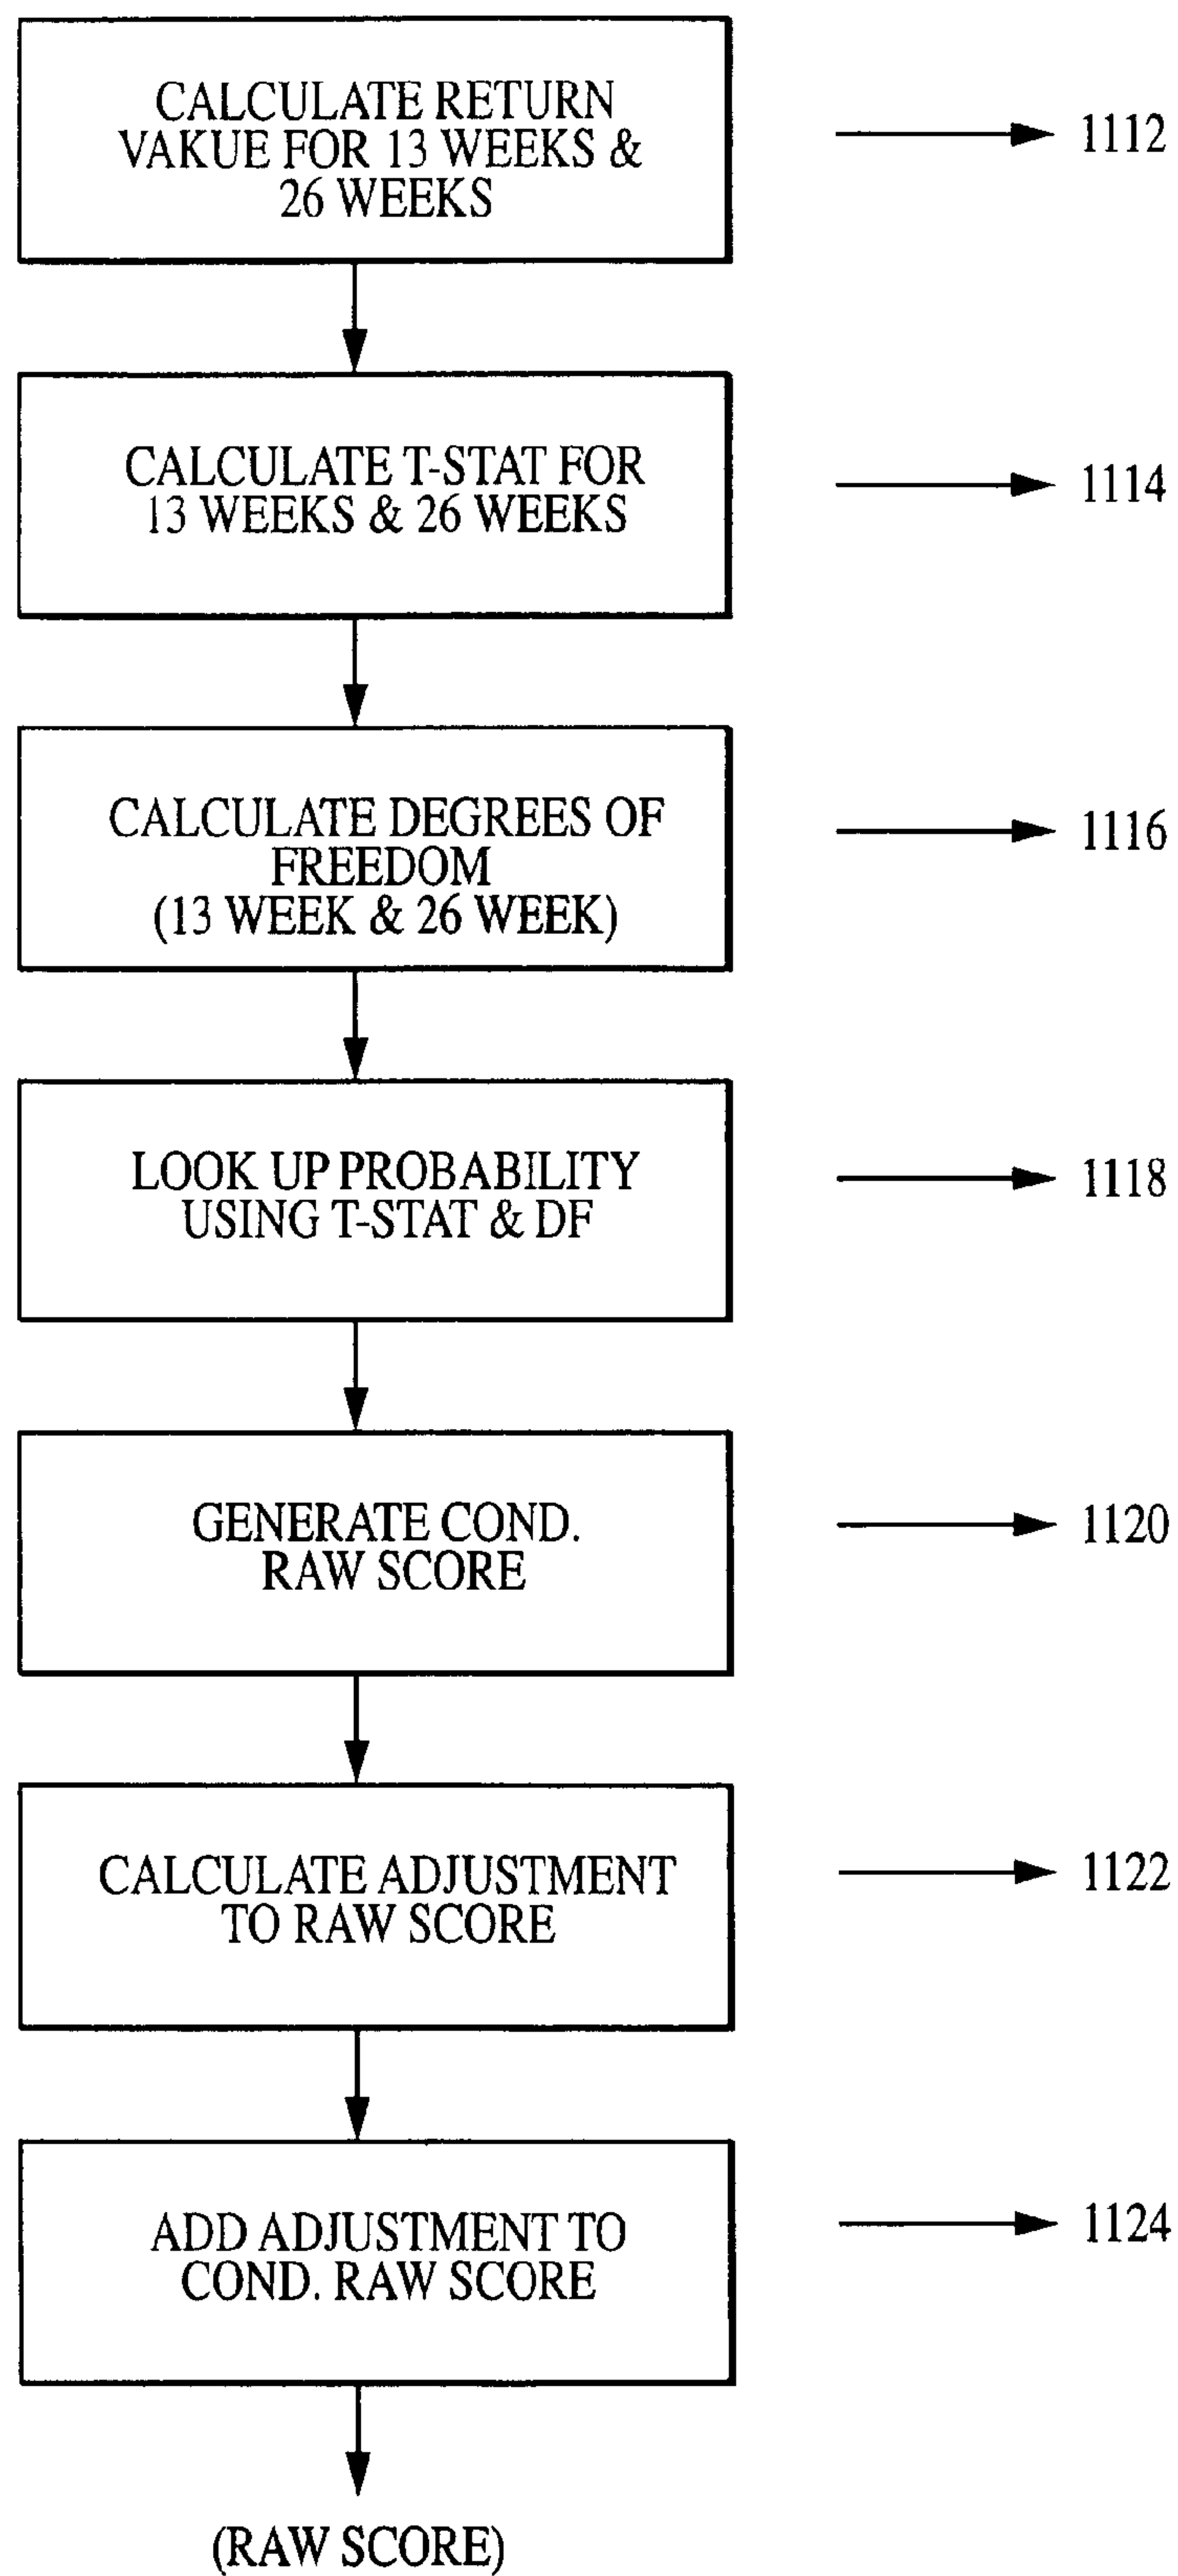 CALCULATE RETURN
VAKUE FOR 13 WEEKS &
26 WEEKS
1112
CALCULATE T-STAT FOR
13 WEEKS & 26 WEEKS
1114
CALCULATE DEGREES OF
FREEDOM
(13 WEEK & 26 WEEK)
1116
LOOK UP PROBABILITY
USING T-STAT & DF
1118
GENERATE COND.
RAW SCORE
1120
CALCULATE ADJUSTMENT
TO RAW SCORE
1122
ADD ADJUSTMENT TO
COND. RAW SCORE
1124
(RAW SCORE)